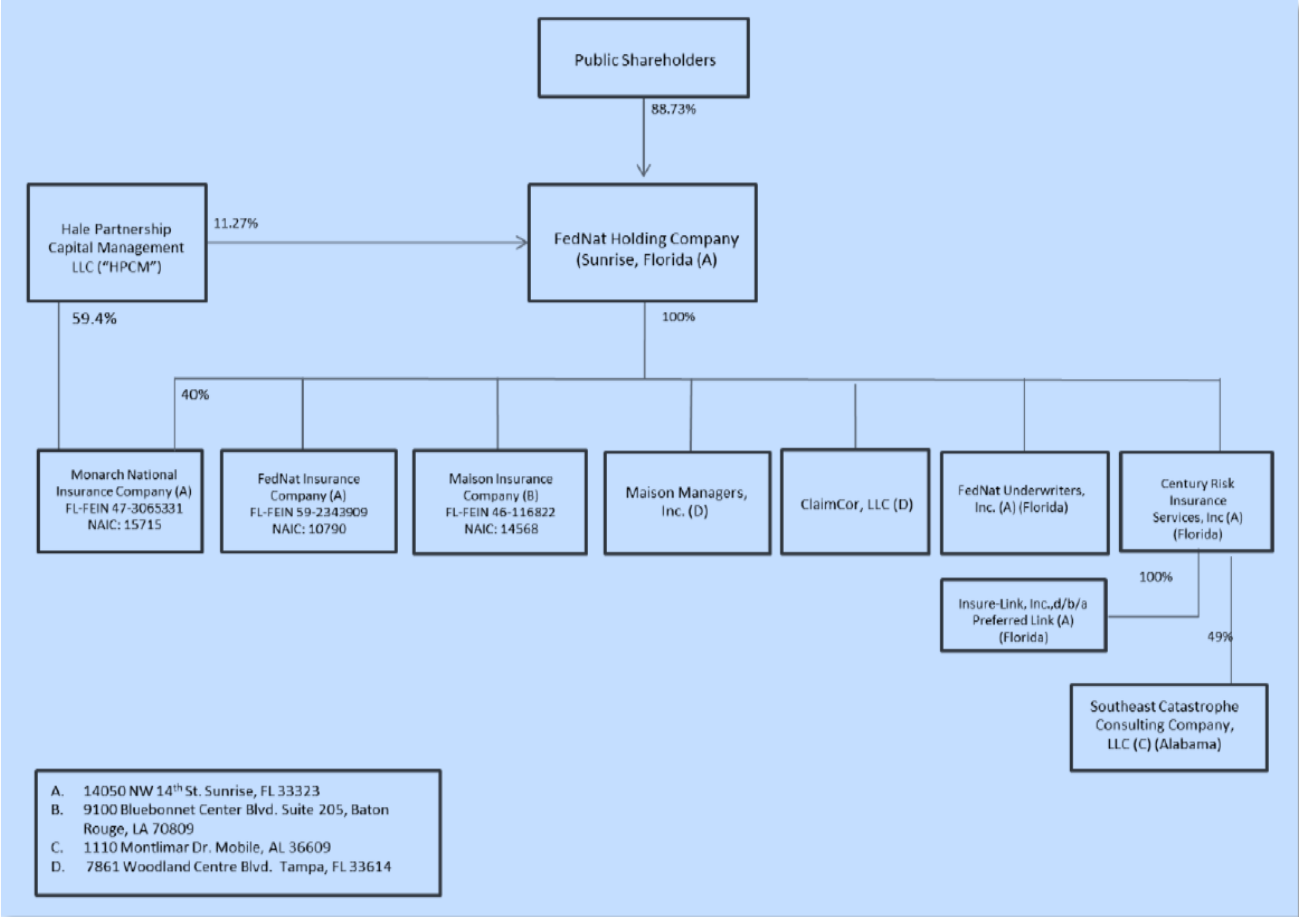 Public Shareholders
88.73%
Hale Partnership
Capital Management
LLC ("HPCM")
11.27%
FedNat Holding Company
(Sunrise, Florida (A)
59.4%
100%
40%
Monarch National
Insurance Company (A)
FL-FEIN 47-3065331
NAIC: 15715
FedNat Insurance
Company (A)
FL-FEIN 59-2343909
NAIC: 10790
Maison Insurance
Company (B)
FL-FEIN 46-116822
NAIC: 14568
Maison Managers,
Inc. (D)
ClaimCor, LLC (D)
FedNat Underwriters,
Inc. (A) (Florida)
Century Risk
Insurance
Services, Inc (A)
(Florida)
100%
Insure-Link, Inc.,d/b/a
Preferred Link (A)
(Florida)
49%
Southeast Catastrophe
Consulting Company,
LLC (C) (Alabama)
A. 14050 NW 14th St. Sunrise, FL 33323
B. 9100 Bluebonnet Center Blvd. Suite 205, Baton
Rouge, LA 70809
C. 1110 Montlimar Dr. Mobile, AL 36609
D. 7861 Woodland Centre Blvd. Tampa, FL 33614